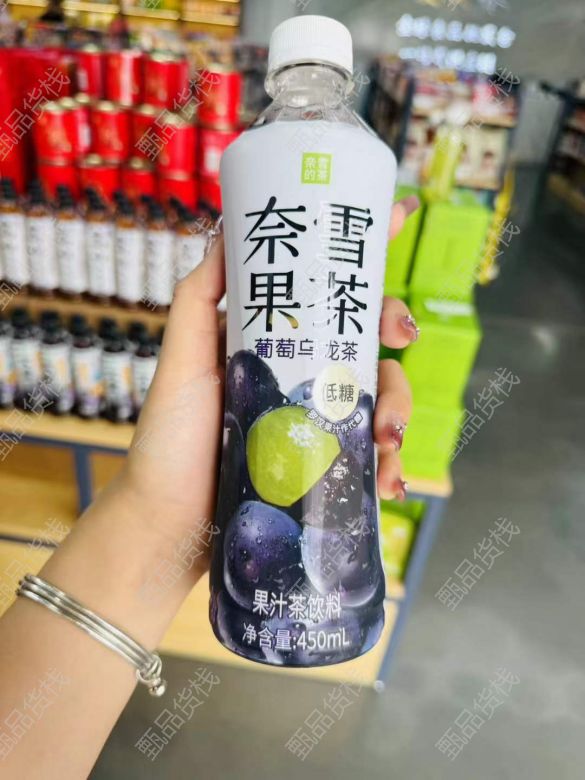 奈雪
的茶
奈雪
果茶
葡萄乌龙茶
低糖
果汁茶饮料
净含量:450mL
甄品货栈